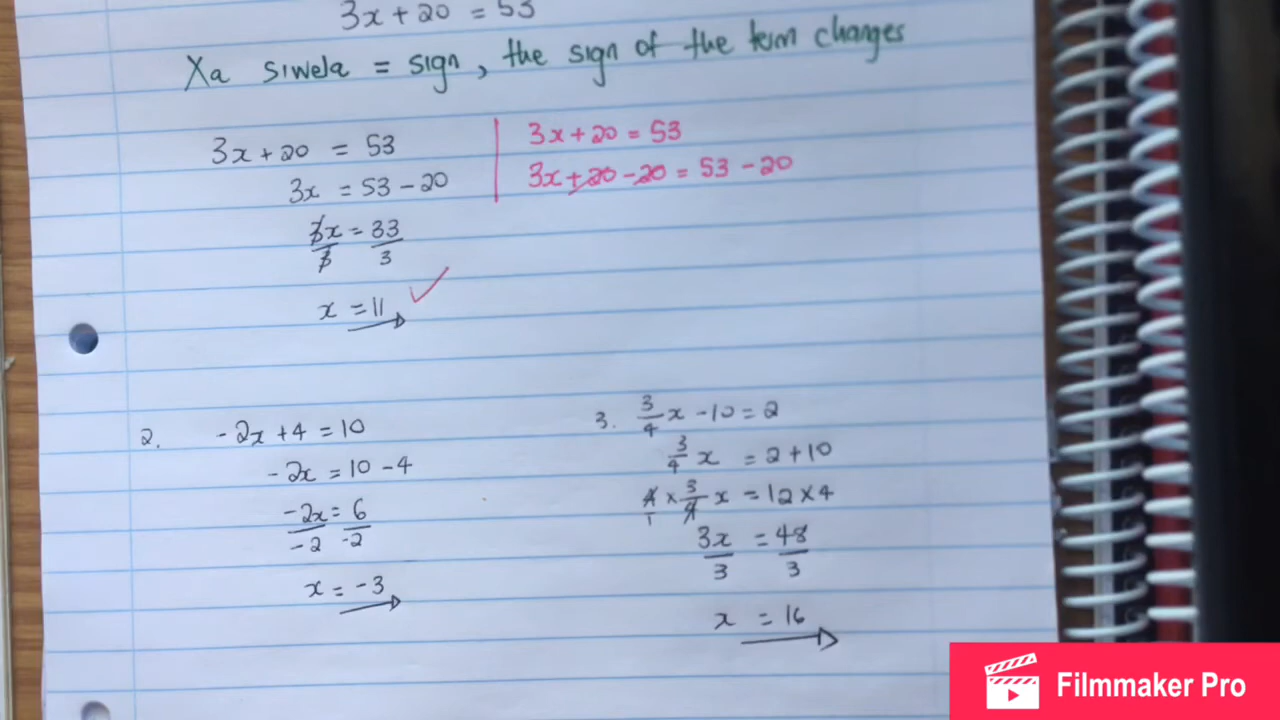 3x + 20 = 53
Xa siwela = sign, the sign of the term changes
3x + 20 = 53
3x = 53 - 20
3x/3 = 33/3
x = 11
3x + 20 = 53
3x + 20 - 20 = 53 - 20
2. -2x + 4 = 10
-2x = 10 - 4
-2x/-2 = 6/-2
x = -3
3. 3/4 x - 10 = 2
3/4 x = 2 + 10
4/1 × 3/4 x = 12 × 4
3x/3 = 48/3
x = 16
Filmmaker Pro